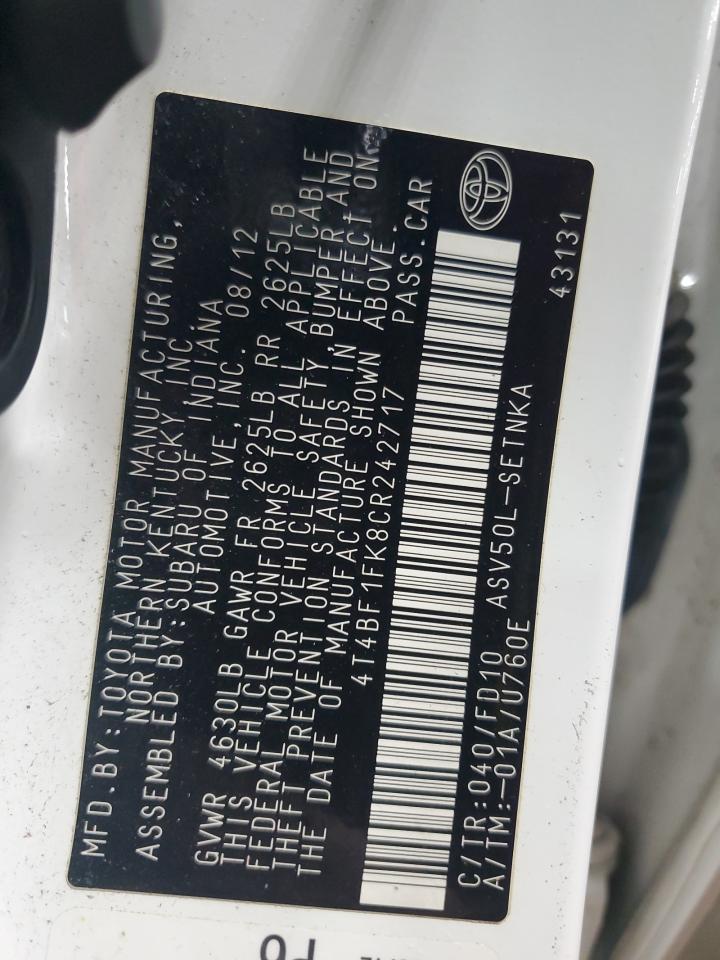 MFD.BY:TOYOTA MOTOR MANUFACTURING,
NORTHERN KENTUCKY INC.
ASSEMBLED BY:SUBARU OF INDIANA
AUTOMOTIVE,INC. 08/12
GVWR 4630LB GAWR FR 2625LB RR 2625LB
THIS VEHICLE CONFORMS TO ALL APPLICABLE
FEDERAL MOTOR VEHICLE SAFETY,BUMPER,AND
THEFT PREVENTION STANDARDS IN EFFECT ON
THE DATE OF MANUFACTURE SHOWN ABOVE.
4T4BF1FK8CR242717 PASS.CAR
C/TR:040/FD10 ASV50L-SETNKA
A/TM:-01A/U760E
43131